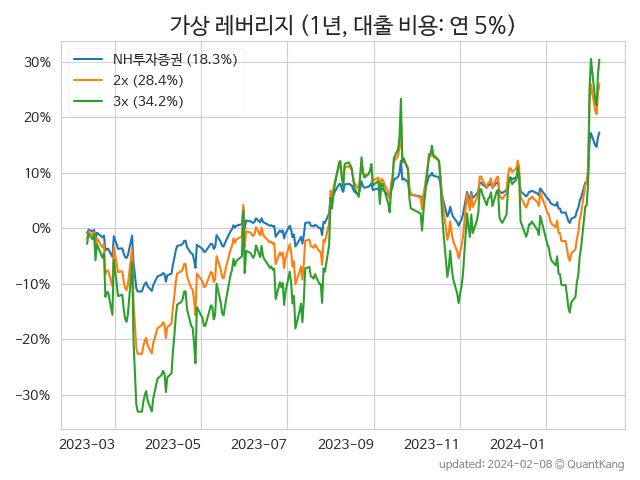 가상 레버리지 (1년, 대출 비용: 연 5%)
NH투자증권 (18.3%)
2x (28.4%)
3x (34.2%)
30%
20%
10%
0%
−10%
−20%
−30%
2023-03 2023-05 2023-07 2023-09 2023-11 2024-01
updated: 2024-02-08 © QuantKang